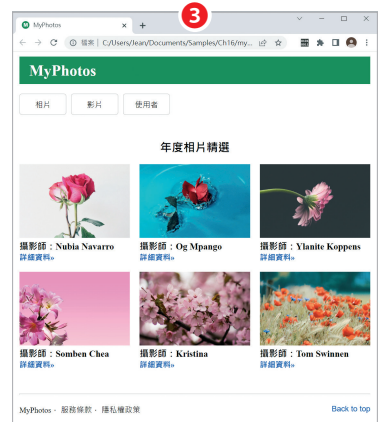 3
MyPhotos
檔案 | C:/Users/Jean/Documents/Samples/Ch16/my...
MyPhotos
相片 影片 使用者
年度相片精選
攝影師：Nubia Navarro 攝影師：Og Mpango 攝影師：Ylanite Koppens
詳細資料» 詳細資料» 詳細資料»
攝影師：Somben Chea 攝影師：Kristina 攝影師：Tom Swinnen
詳細資料» 詳細資料» 詳細資料»
MyPhotos · 服務條款 · 隱私權政策 Back to top